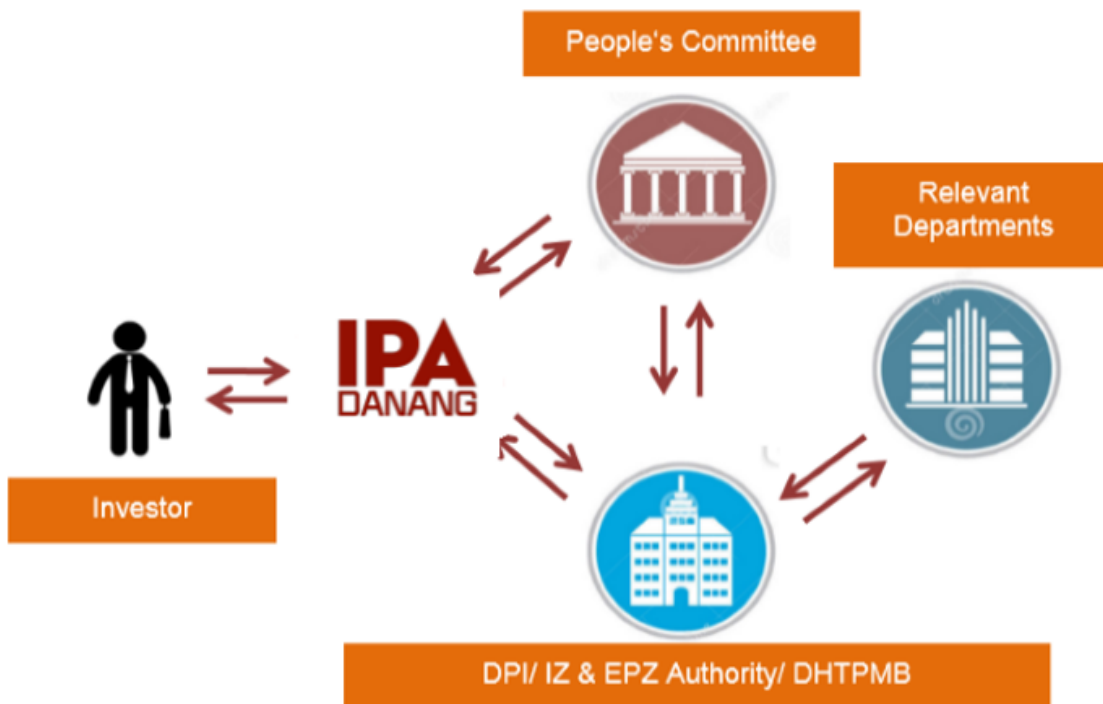 People's Committee
Relevant
Departments
IPA
DANANG
Investor
DPI/ IZ & EPZ Authority/ DHTPMB